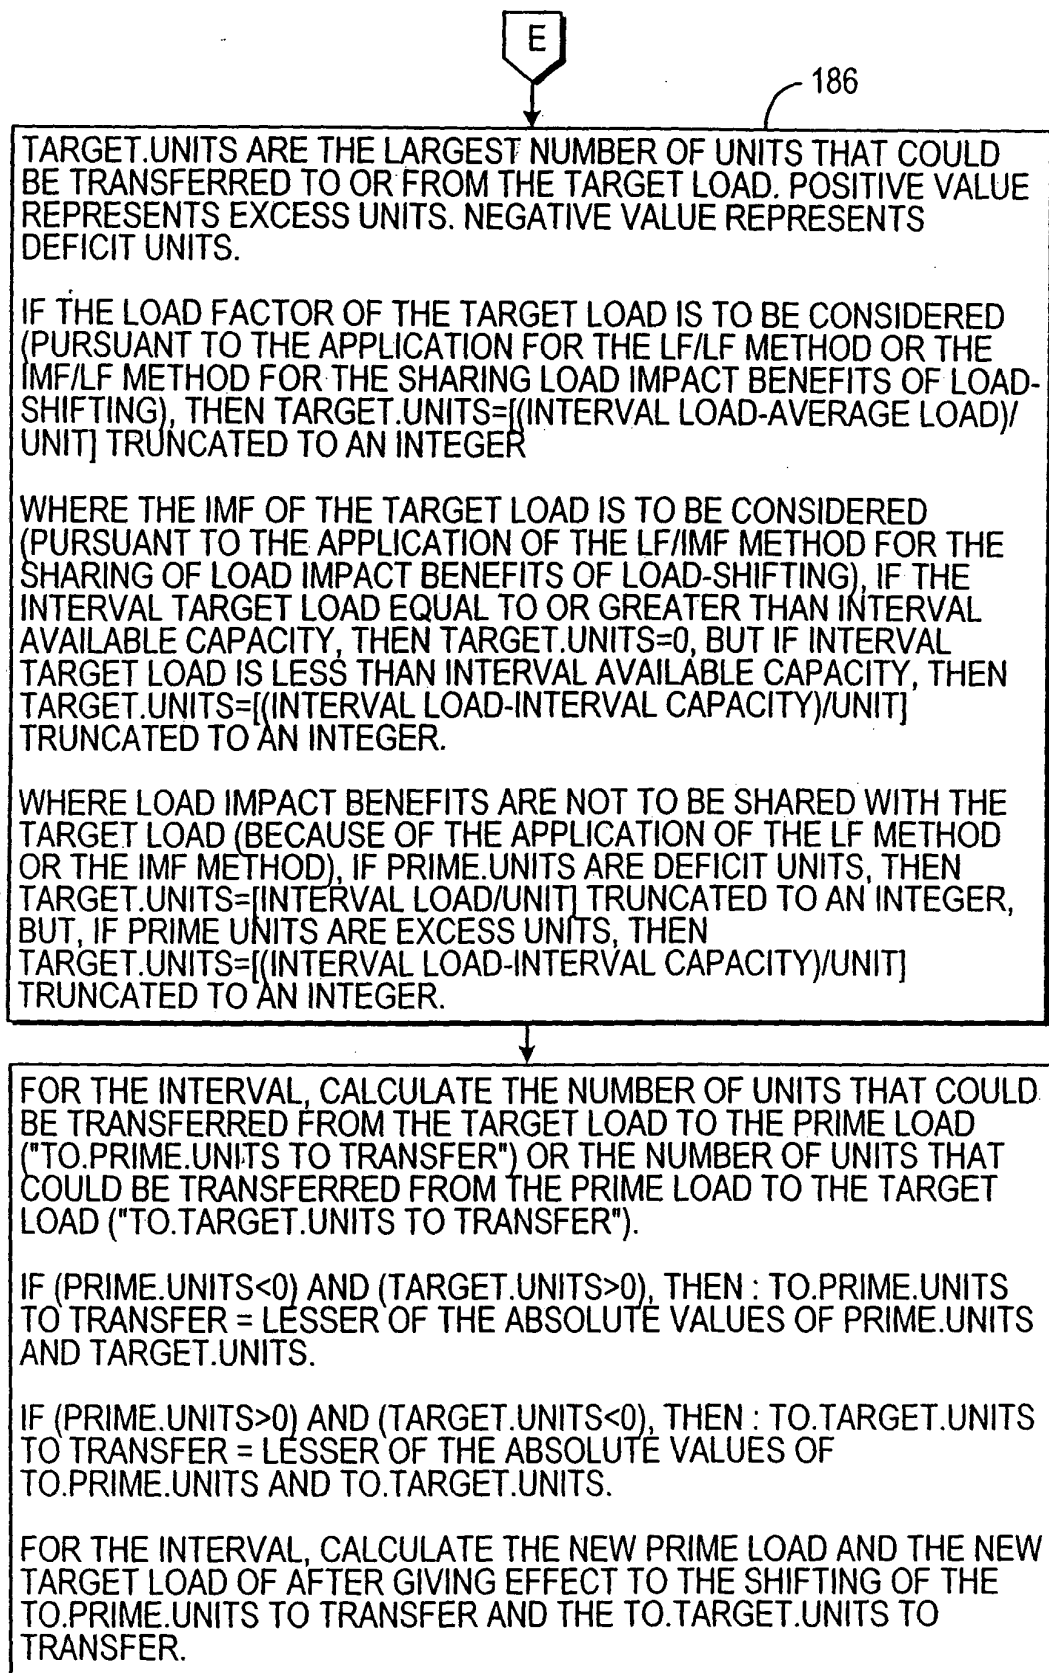 E
186
TARGET.UNITS ARE THE LARGEST NUMBER OF UNITS THAT COULD
BE TRANSFERRED TO OR FROM THE TARGET LOAD. POSITIVE VALUE
REPRESENTS EXCESS UNITS. NEGATIVE VALUE REPRESENTS
DEFICIT UNITS.
IF THE LOAD FACTOR OF THE TARGET LOAD IS TO BE CONSIDERED
(PURSUANT TO THE APPLICATION FOR THE LF/LF METHOD OR THE
IMF/LF METHOD FOR THE SHARING LOAD IMPACT BENEFITS OF LOAD-
SHIFTING), THEN TARGET.UNITS=[(INTERVAL LOAD-AVERAGE LOAD)/
UNIT] TRUNCATED TO AN INTEGER
WHERE THE IMF OF THE TARGET LOAD IS TO BE CONSIDERED
(PURSUANT TO THE APPLICATION OF THE LF/IMF METHOD FOR THE
SHARING OF LOAD IMPACT BENEFITS OF LOAD-SHIFTING), IF THE
INTERVAL TARGET LOAD EQUAL TO OR GREATER THAN INTERVAL
AVAILABLE CAPACITY, THEN TARGET.UNITS=0, BUT IF INTERVAL
TARGET LOAD IS LESS THAN INTERVAL AVAILABLE CAPACITY, THEN
TARGET.UNITS=[(INTERVAL LOAD-INTERVAL CAPACITY)/UNIT]
TRUNCATED TO AN INTEGER.
WHERE LOAD IMPACT BENEFITS ARE NOT TO BE SHARED WITH THE
TARGET LOAD (BECAUSE OF THE APPLICATION OF THE LF METHOD
OR THE IMF METHOD), IF PRIME.UNITS ARE DEFICIT UNITS, THEN
TARGET.UNITS=[INTERVAL LOAD/UNIT] TRUNCATED TO AN INTEGER,
BUT, IF PRIME UNITS ARE EXCESS UNITS, THEN
TARGET.UNITS=[(INTERVAL LOAD-INTERVAL CAPACITY)/UNIT]
TRUNCATED TO AN INTEGER.
FOR THE INTERVAL, CALCULATE THE NUMBER OF UNITS THAT COULD
BE TRANSFERRED FROM THE TARGET LOAD TO THE PRIME LOAD
("TO.PRIME.UNITS TO TRANSFER") OR THE NUMBER OF UNITS THAT
COULD BE TRANSFERRED FROM THE PRIME LOAD TO THE TARGET
LOAD ("TO.TARGET.UNITS TO TRANSFER").
IF (PRIME.UNITS<0) AND (TARGET.UNITS>0), THEN : TO.PRIME.UNITS
TO TRANSFER = LESSER OF THE ABSOLUTE VALUES OF PRIME.UNITS
AND TARGET.UNITS.
IF (PRIME.UNITS>0) AND (TARGET.UNITS<0), THEN : TO.TARGET.UNITS
TO TRANSFER = LESSER OF THE ABSOLUTE VALUES OF
TO.PRIME.UNITS AND TO.TARGET.UNITS.
FOR THE INTERVAL, CALCULATE THE NEW PRIME LOAD AND THE NEW
TARGET LOAD OF AFTER GIVING EFFECT TO THE SHIFTING OF THE
TO.PRIME.UNITS TO TRANSFER AND THE TO.TARGET.UNITS TO
TRANSFER.